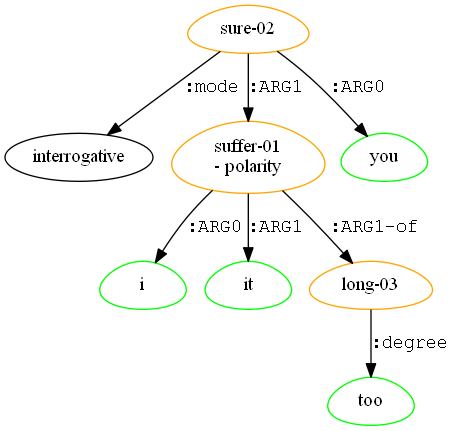 sure-02
:mode :ARG1 :ARG0
interrogative
suffer-01
- polarity
you
:ARG0 :ARG1 :ARG1-of
i
it
long-03
:degree
too